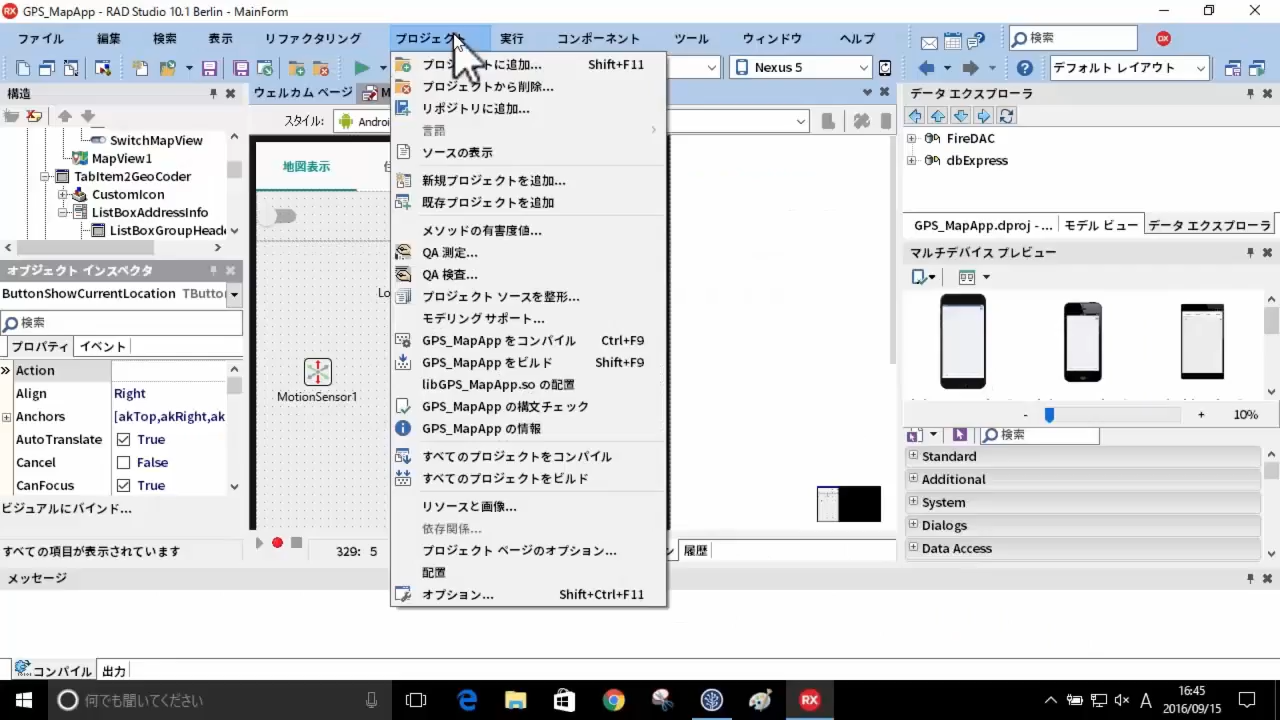 GPS_MapApp - RAD Studio 10.1 Berlin - MainForm
ファイル 編集 検索 表示 リファクタリング プロジェクト 実行 コンポーネント ツール ウィンドウ ヘルプ
検索
Nexus 5
デフォルト レイアウト
構造
SwitchMapView
MapView1
TabItem2GeoCoder
CustomIcon
ListBoxAddressInfo
ListBoxGroupHeade
オブジェクト インスペクタ
ButtonShowCurrentLocation TButto
検索
プロパティ イベント
Action
Align Right
Anchors [akTop,akRight,ak
AutoTranslate True
Cancel False
CanFocus True
ビジュアルにバインド...
すべての項目が表示されています
ウェルカム ページ
スタイル: Androi
地図表示
Lo
MotionSensor1
329: 5
履歴
プロジェクトに追加... Shift+F11
プロジェクトから削除...
リポジトリに追加...
言語
ソースの表示
新規プロジェクトを追加...
既存プロジェクトを追加
メソッドの有害度値...
QA 測定...
QA 検査...
プロジェクト ソースを整形...
モデリング サポート...
GPS_MapApp をコンパイル Ctrl+F9
GPS_MapApp をビルド Shift+F9
libGPS_MapApp.so の配置
GPS_MapApp の構文チェック
GPS_MapApp の情報
すべてのプロジェクトをコンパイル
すべてのプロジェクトをビルド
リソースと画像...
依存関係...
プロジェクト ページのオプション...
配置
オプション... Shift+Ctrl+F11
データ エクスプローラ
FireDAC
dbExpress
GPS_MapApp.dproj - ... モデル ビュー データ エクスプローラ
マルチデバイス プレビュー
- + 10%
検索
Standard
Additional
System
Dialogs
Data Access
メッセージ
コンパイル 出力
何でも聞いてください
A
16:45
2016/09/15